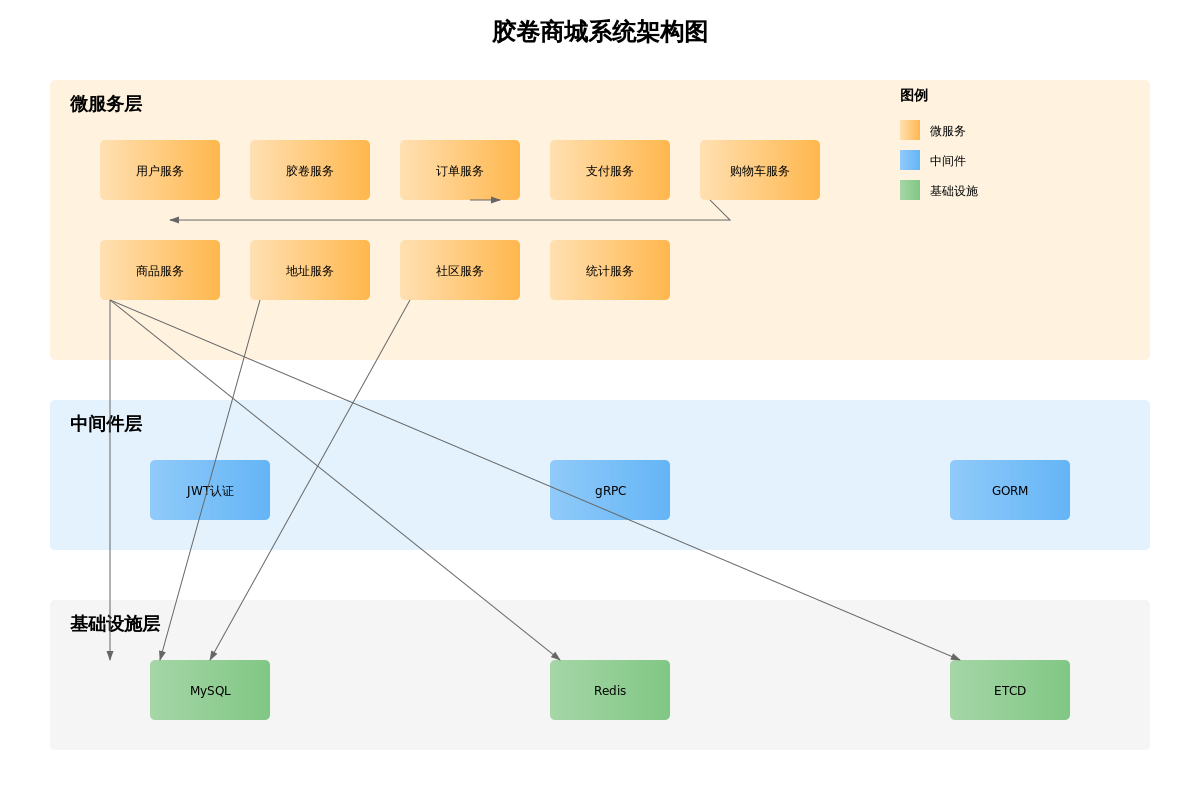 胶卷商城系统架构图
微服务层
图例
微服务
中间件
基础设施
用户服务
胶卷服务
订单服务
支付服务
购物车服务
商品服务
地址服务
社区服务
统计服务
中间件层
JWT认证
gRPC
GORM
基础设施层
MySQL
Redis
ETCD